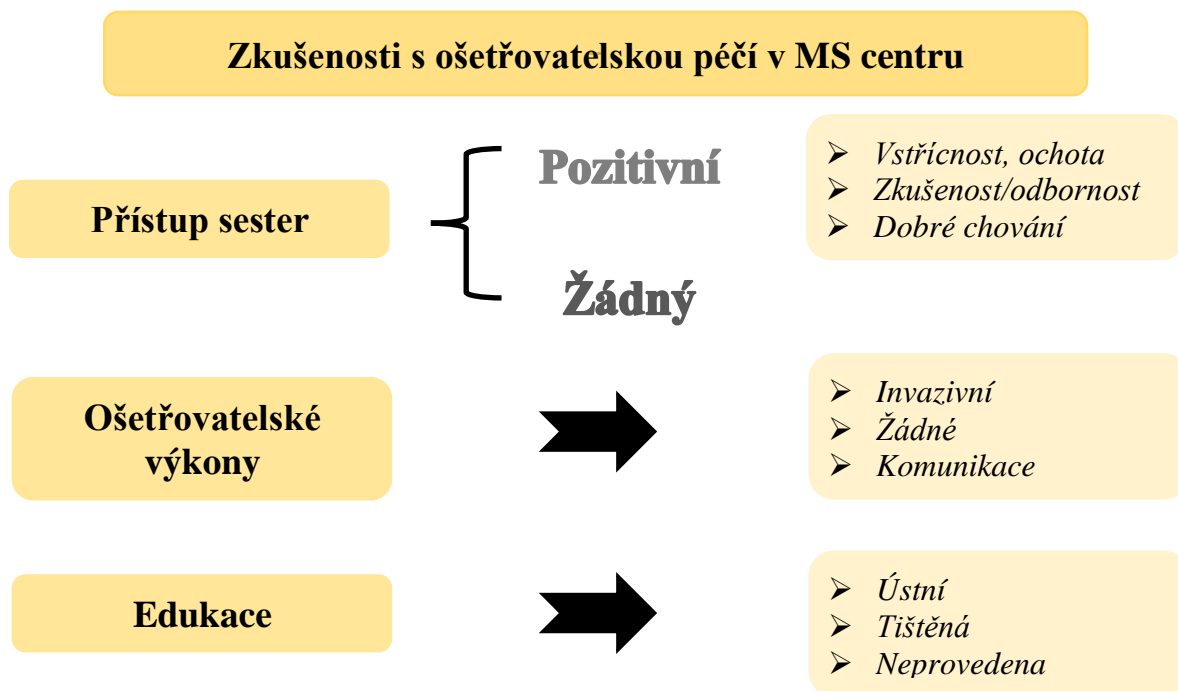 Zkušenosti s ošetřovatelskou péčí v MS centru
Přístup sester
Pozitivní
Žádný
Vstřícnost, ochota
Zkušenost/odbornost
Dobré chování
Ošetřovatelské
výkony
Invazivní
Žádné
Komunikace
Edukace
Ústní
Tištěná
Neprovedena